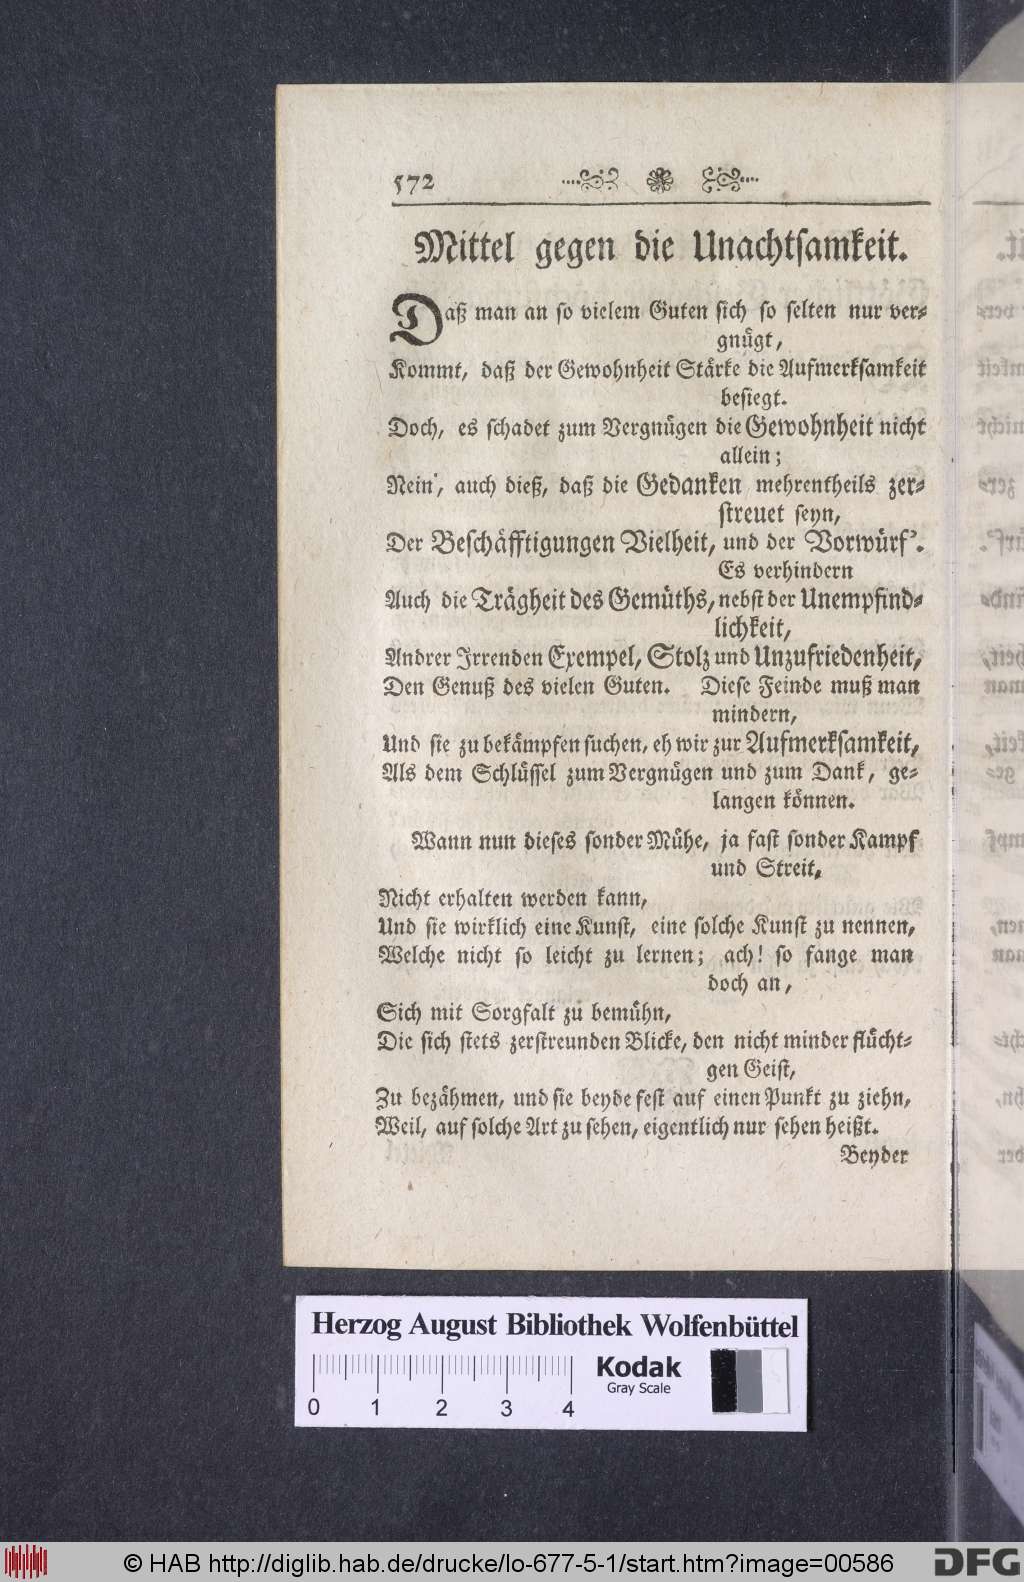 572
Mittel gegen die Unachtsamkeit.
Daß man an so vielem Guten sich so selten nur ver-
gnügt,
Kommt, daß der Gewohnheit Stärke die Aufmerksamkeit
besiegt.
Doch, es schadet zum Vergnügen die Gewohnheit nicht
allein;
Nein, auch dieß, daß die Gedanken mehrentheils zer-
streuet seyn,
Der Beschäfftigungen Vielheit, und der Vorwürf'.
Es verhindern
Auch die Trägheit des Gemüths, nebst der Unempfind-
lichkeit,
Andrer Irrenden Exempel, Stolz und Unzufriedenheit,
Den Genuß des vielen Guten. Diese Feinde muß man
mindern,
Und sie zu bekämpfen suchen, eh wir zur Aufmerksamkeit,
Als dem Schlüssel zum Vergnügen und zum Dank, ge-
langen können.
Wann nun dieses sonder Mühe, ja fast sonder Kampf
und Streit,
Nicht erhalten werden kann,
Und sie wirklich eine Kunst, eine solche Kunst zu nennen,
Welche nicht so leicht zu lernen; ach! so fange man
doch an,
Sich mit Sorgfalt zu bemühn,
Die sich stets zerstreunden Blicke, den nicht minder flücht-
gen Geist,
Zu bezähmen, und sie beyde fest auf einen Punkt zu ziehn,
Weil, auf solche Art zu sehen, eigentlich nur sehen heißt.
Beyder
Herzog August Bibliothek Wolfenbüttel
Kodak
Gray Scale
0 1 2 3 4
© HAB http://diglib.hab.de/drucke/lo-677-5-1/start.htm?image=00586
DFG